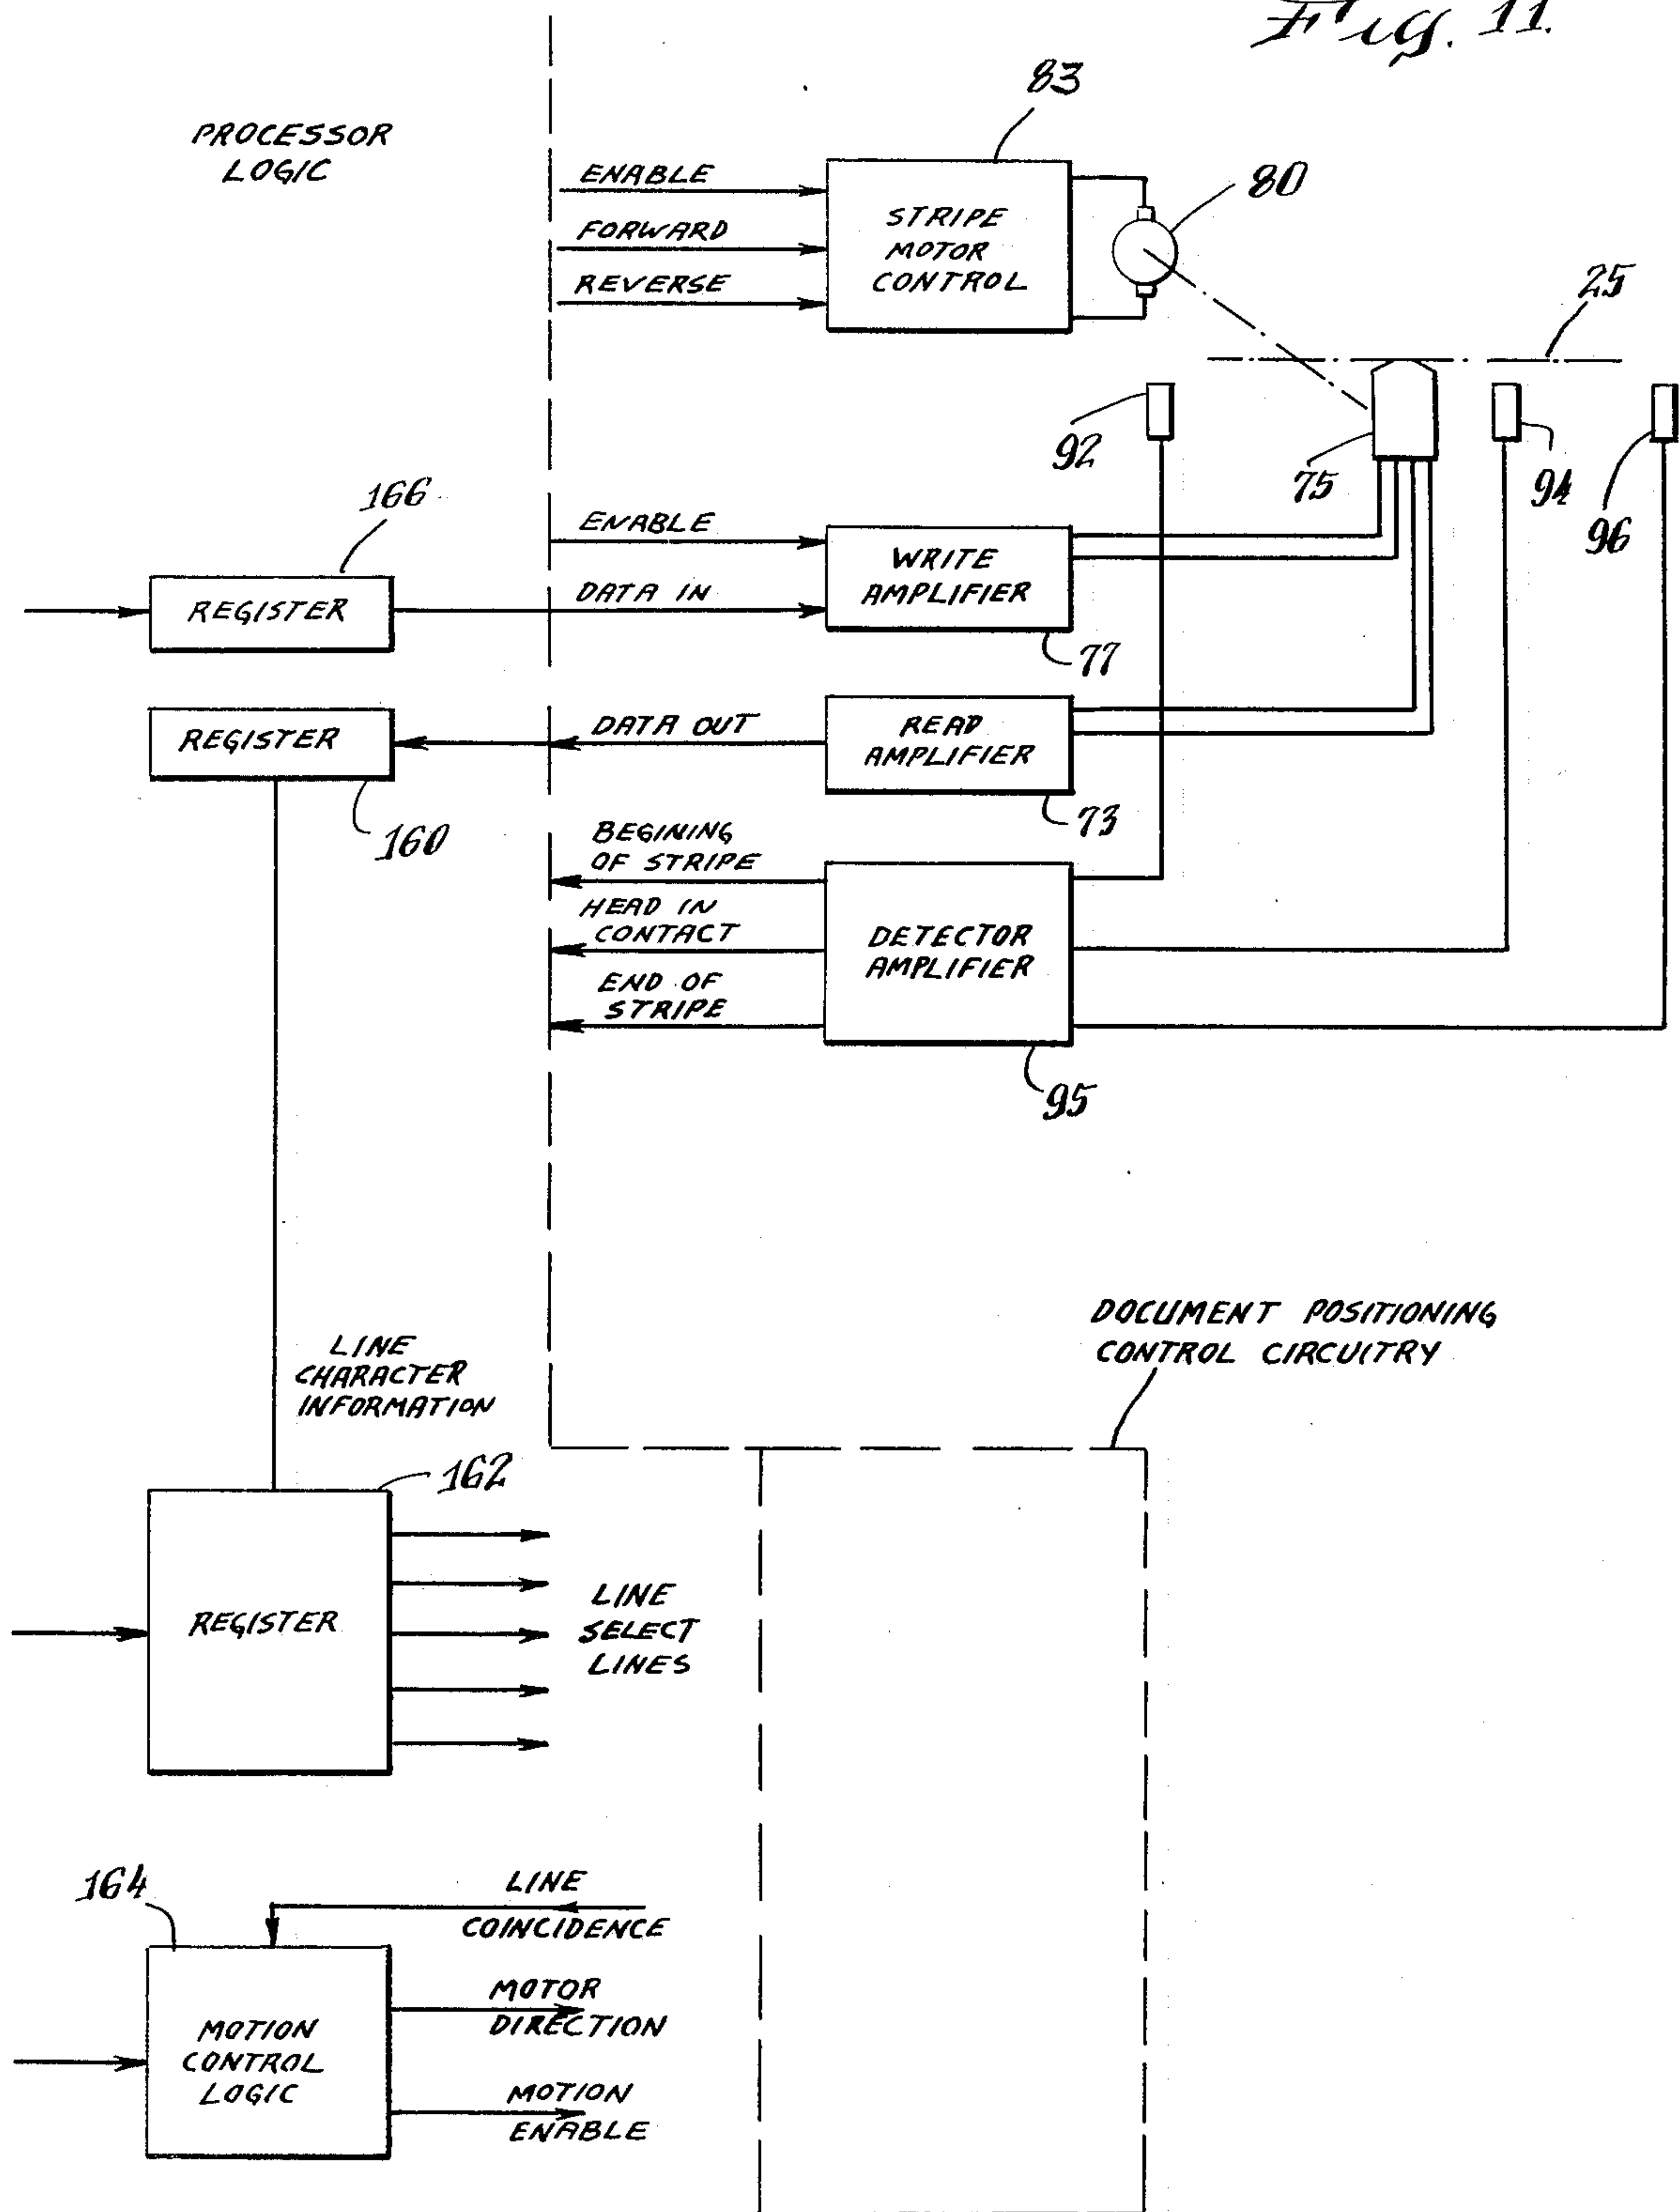 Fig. 11.
83
PROCESSOR
LOGIC
ENABLE
FORWARD
REVERSE
STRIPE
MOTOR
CONTROL
80
25
92
75
94
96
166
REGISTER
ENABLE
DATA IN
WRITE
AMPLIFIER
77
REGISTER
160
DATA OUT
READ
AMPLIFIER
73
BEGINING
OF STRIPE
HEAD IN
CONTACT
END OF
STRIPE
DETECTOR
AMPLIFIER
95
DOCUMENT POSITIONING
CONTROL CIRCUITRY
LINE
CHARACTER
INFORMATION
162
REGISTER
LINE
SELECT
LINES
164
LINE
COINCIDENCE
MOTOR
DIRECTION
MOTION
CONTROL
LOGIC
MOTION
ENABLE